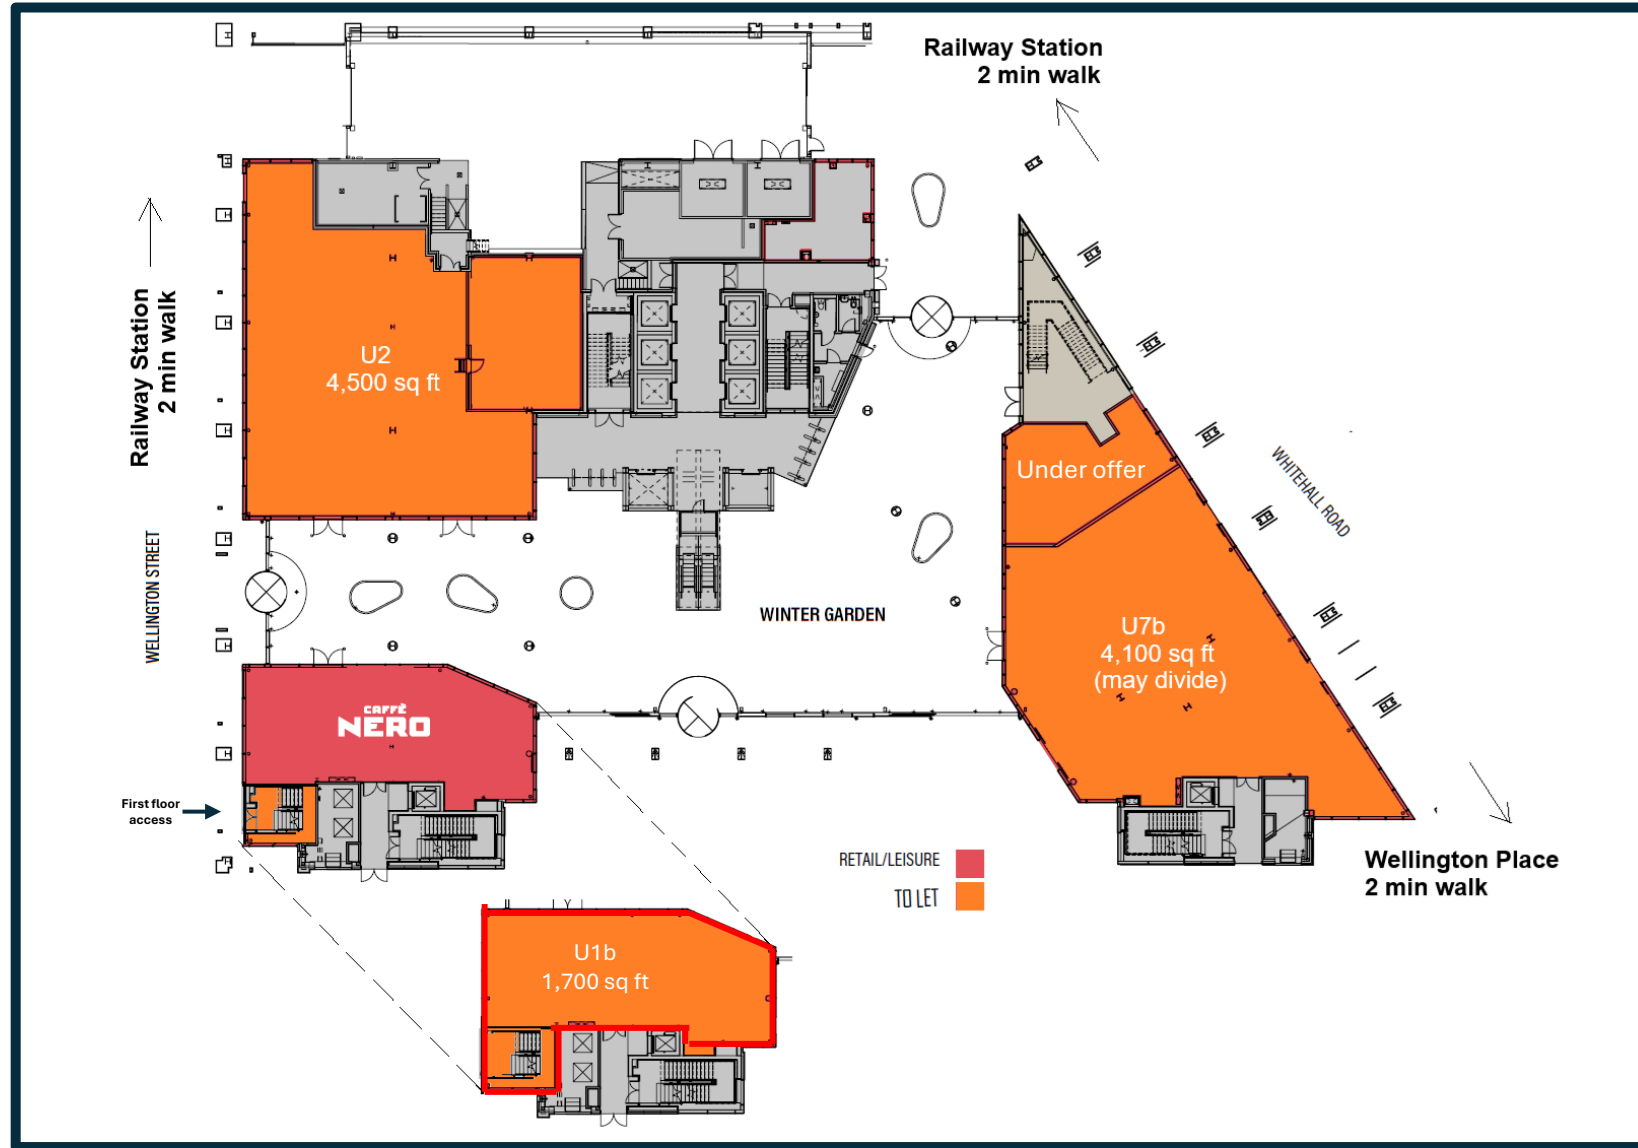 Railway Station
2 min walk
Railway Station
2 min walk
U2
4,500 sq ft
Under offer
WHITEHALL ROAD
WELLINGTON STREET
WINTER GARDEN
U7b
4,100 sq ft
(may divide)
CAFFÈ
NERO
First floor
access
RETAIL/LEISURE
TO LET
Wellington Place
2 min walk
U1b
1,700 sq ft